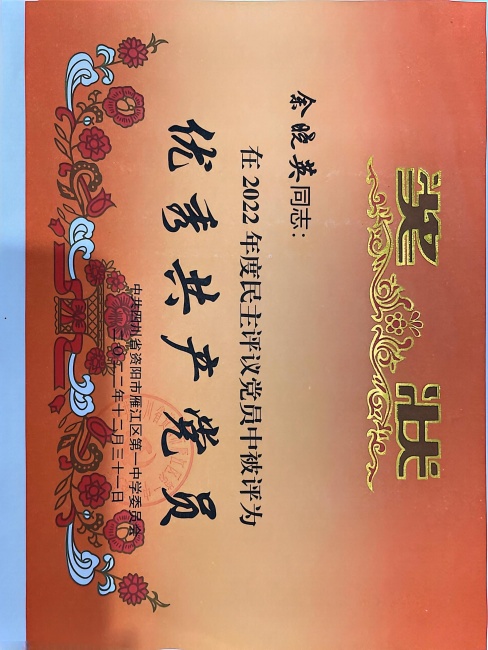 奖状
余晓英同志：
在2022年度民主评议党员中被评为
优秀共产党员
中共四川省资阳市雁江区第一中学委员会
二〇二二年十二月三十一日